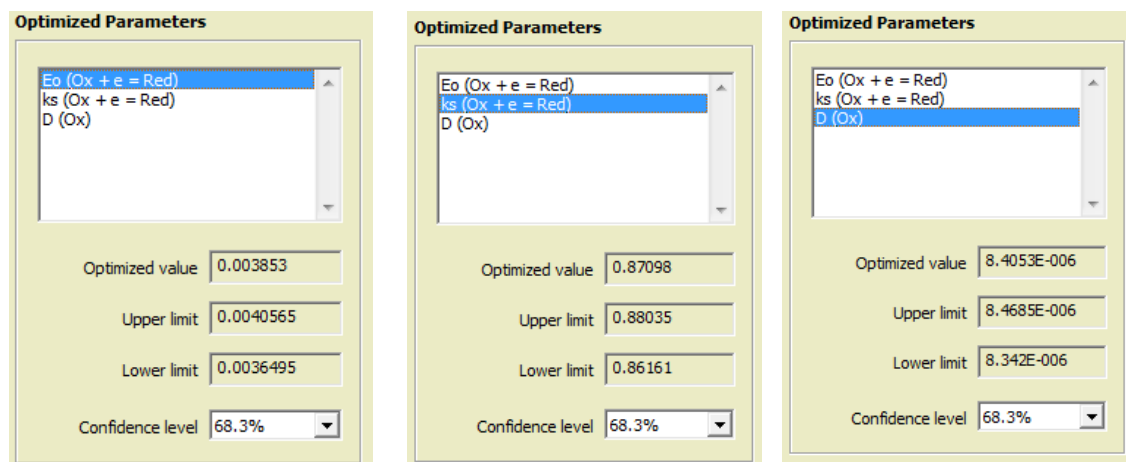 Optimized Parameters
Eo (Ox + e = Red)
ks (Ox + e = Red)
D (Ox)
Optimized value 0.003853
Upper limit 0.0040565
Lower limit 0.0036495
Confidence level 68.3%
Optimized Parameters
Eo (Ox + e = Red)
ks (Ox + e = Red)
D (Ox)
Optimized value 0.87098
Upper limit 0.88035
Lower limit 0.86161
Confidence level 68.3%
Optimized Parameters
Eo (Ox + e = Red)
ks (Ox + e = Red)
D (Ox)
Optimized value 8.4053E-006
Upper limit 8.4685E-006
Lower limit 8.342E-006
Confidence level 68.3%